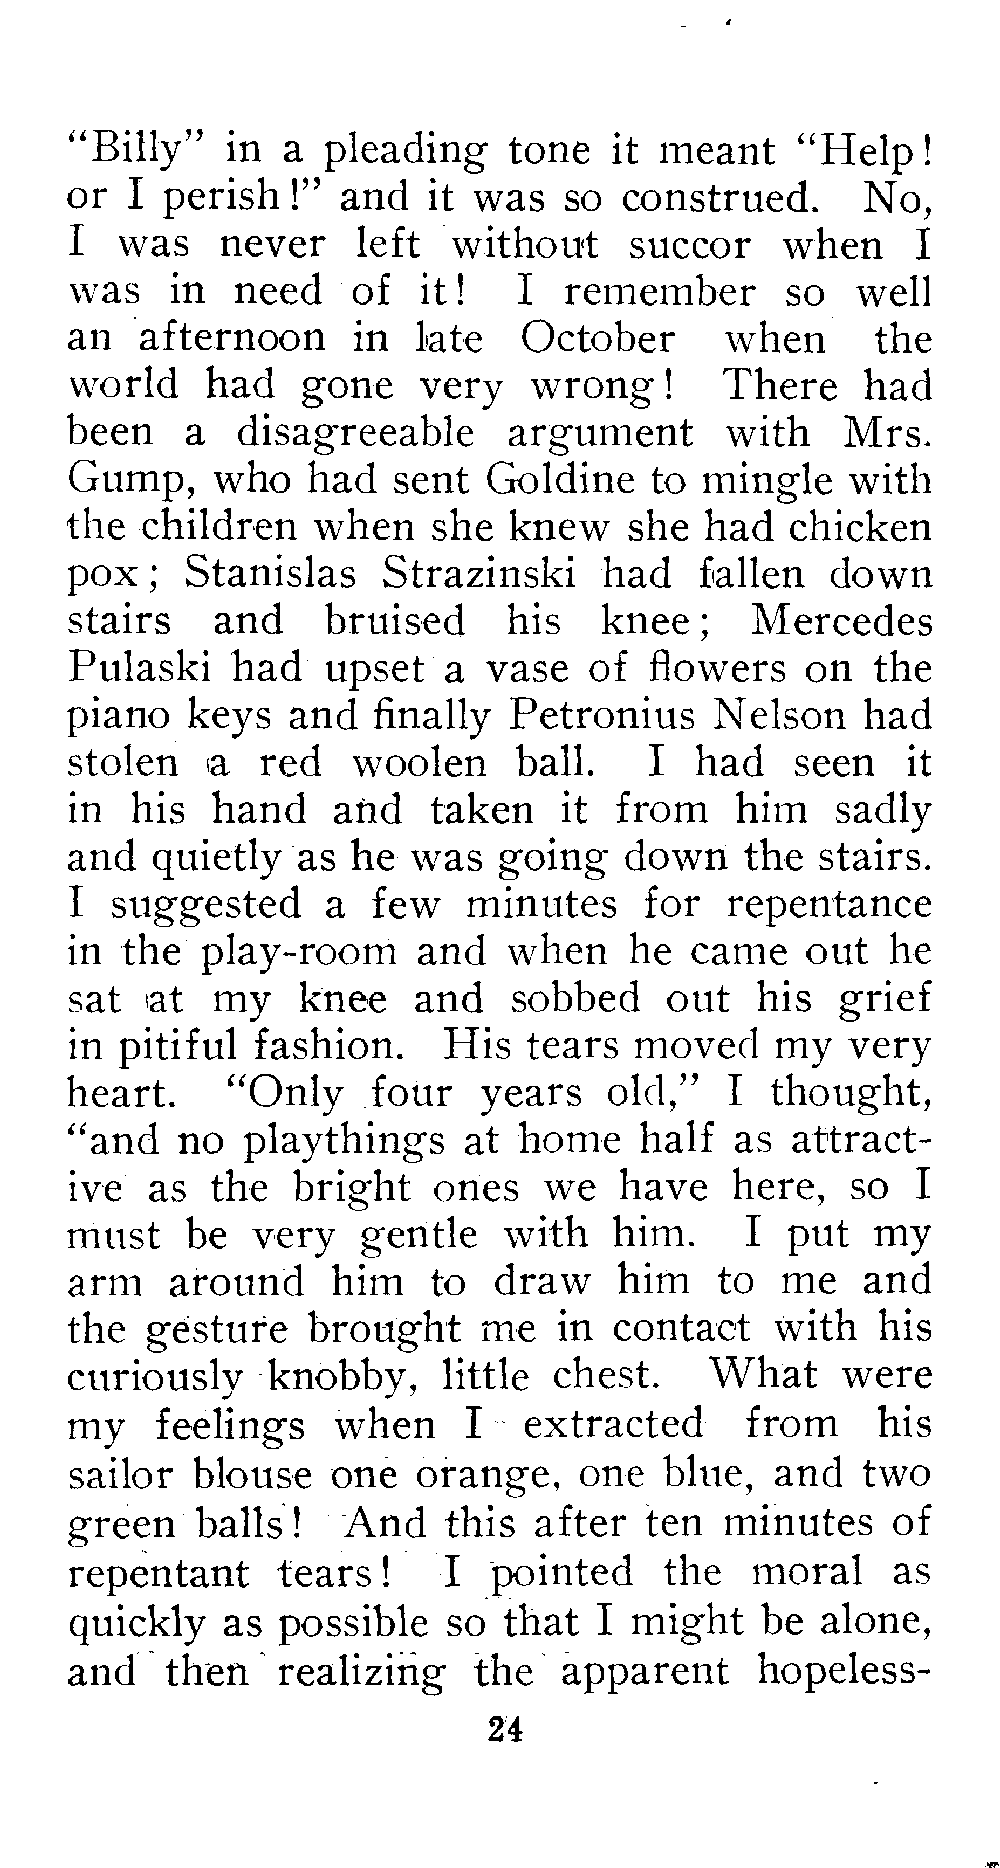 “Billy” in a pleading tone it meant “Help!
or I perish!” and it was so construed. No,
I was never left without succor when I
was in need of it! I remember so well
an afternoon in late October when the
world had gone very wrong! There had
been a disagreeable argument with Mrs.
Gump, who had sent Goldine to mingle with
the children when she knew she had chicken
pox; Stanislas Strazinski had fallen down
stairs and bruised his knee; Mercedes
Pulaski had upset a vase of flowers on the
piano keys and finally Petronius Nelson had
stolen a red woolen ball. I had seen it
in his hand and taken it from him sadly
and quietly as he was going down the stairs.
I suggested a few minutes for repentance
in the play-room and when he came out he
sat at my knee and sobbed out his grief
in pitiful fashion. His tears moved my very
heart. “Only four years old,” I thought,
“and no playthings at home half as attract-
ive as the bright ones we have here, so I
must be very gentle with him. I put my
arm around him to draw him to me and
the gesture brought me in contact with his
curiously knobby, little chest. What were
my feelings when I extracted from his
sailor blouse one orange, one blue, and two
green balls! And this after ten minutes of
repentant tears! I pointed the moral as
quickly as possible so that I might be alone,
and then realizing the apparent hopeless-
24